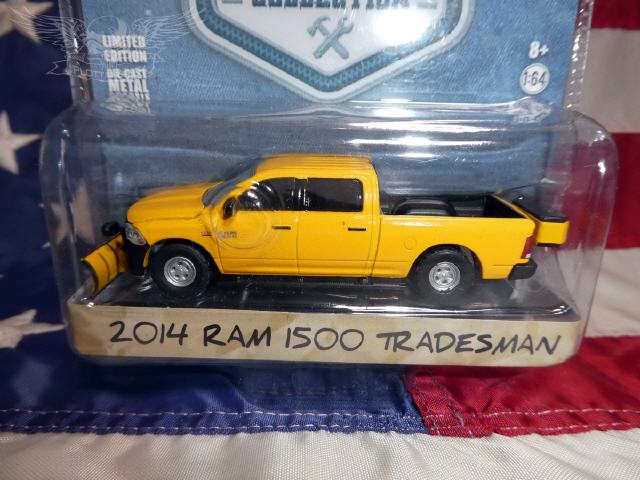 COLLECTION
LIMITED
EDITION
DIE-CAST
METAL
8+
1:64
RAM
2014 RAM 1500 TRADESMAN